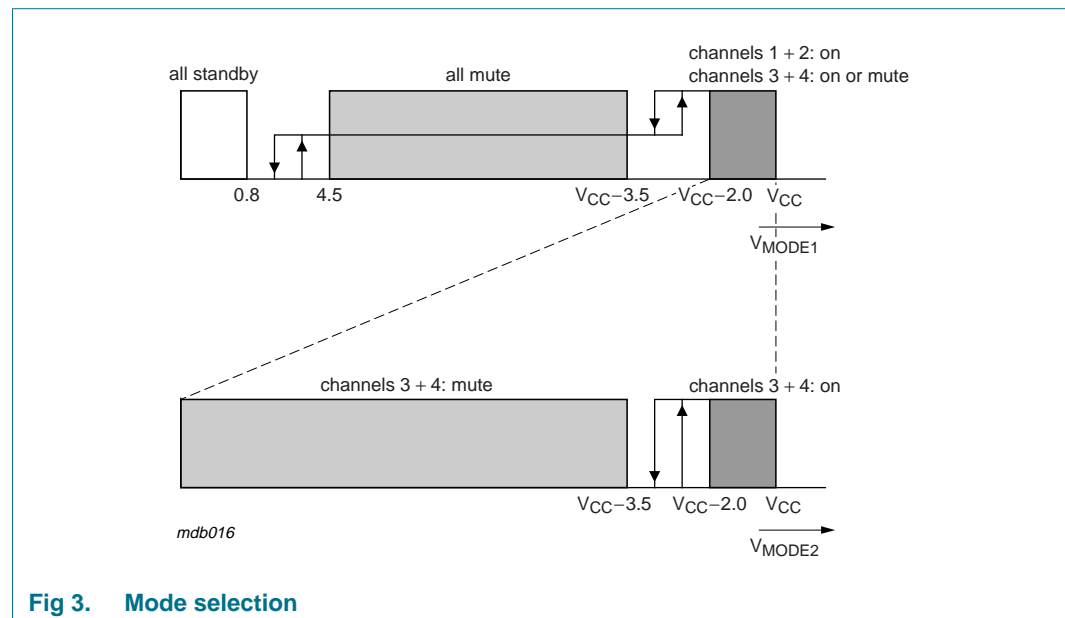 channels 1 + 2: on
all standby all mute channels 3 + 4: on or mute
0.8 4.5 VCC−3.5 VCC−2.0 VCC
VMODE1
channels 3 + 4: mute channels 3 + 4: on
VCC−3.5 VCC−2.0 VCC
mdb016
VMODE2
Fig 3. Mode selection